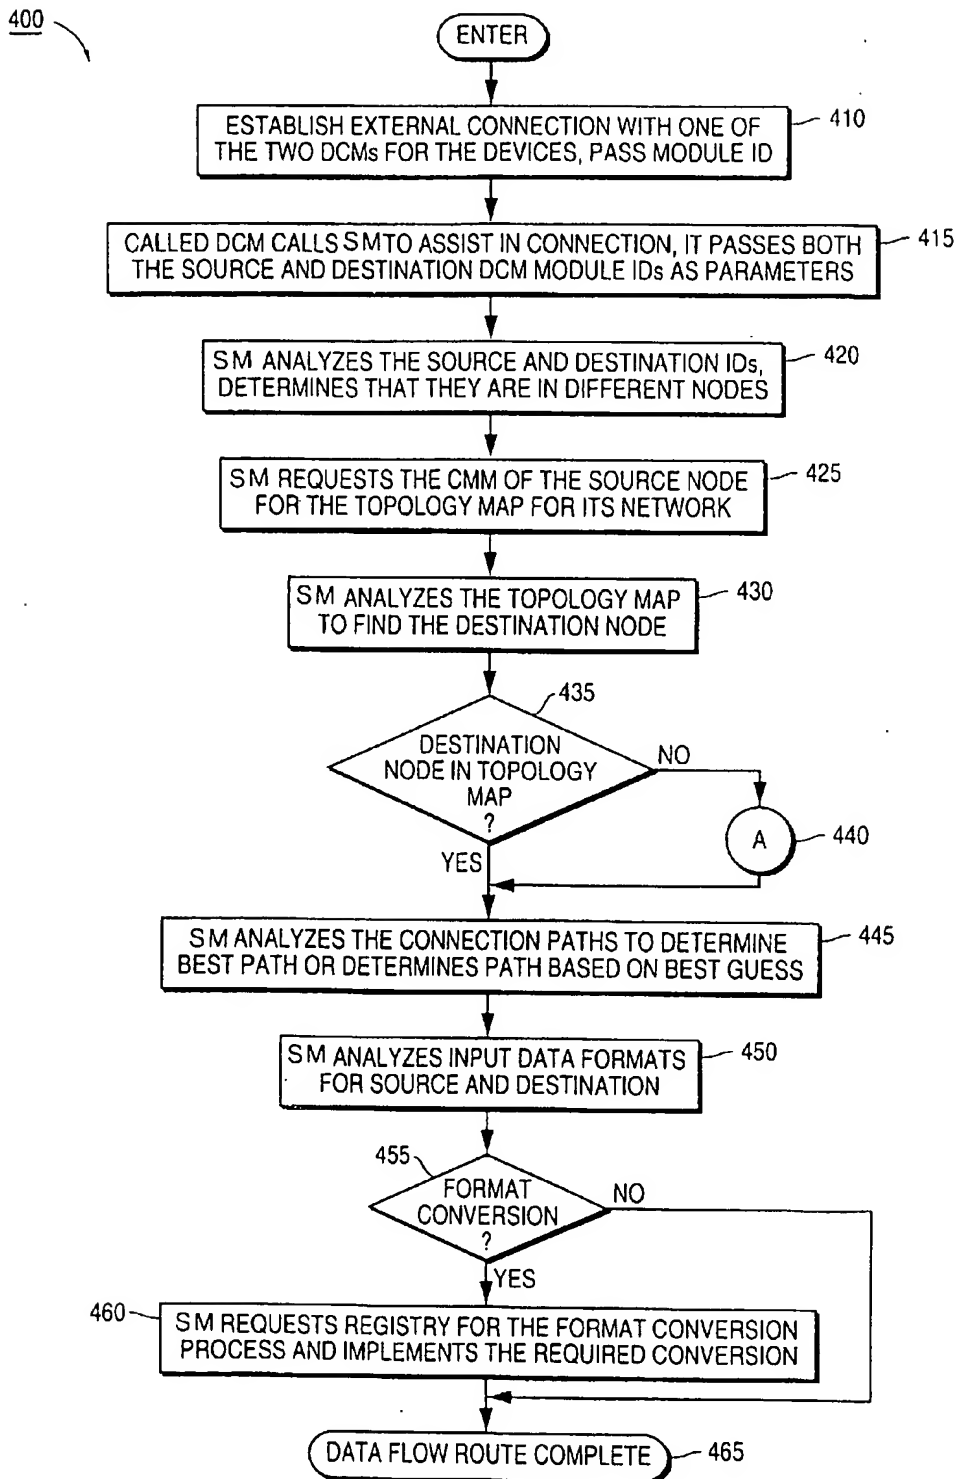 400
ENTER
ESTABLISH EXTERNAL CONNECTION WITH ONE OF
THE TWO DCMs FOR THE DEVICES, PASS MODULE ID
410
CALLED DCM CALLS SM TO ASSIST IN CONNECTION, IT PASSES BOTH
THE SOURCE AND DESTINATION DCM MODULE IDs AS PARAMETERS
415
SM ANALYZES THE SOURCE AND DESTINATION IDs,
DETERMINES THAT THEY ARE IN DIFFERENT NODES
420
SM REQUESTS THE CMM OF THE SOURCE NODE
FOR THE TOPOLOGY MAP FOR ITS NETWORK
425
SM ANALYZES THE TOPOLOGY MAP
TO FIND THE DESTINATION NODE
430
435
DESTINATION
NODE IN TOPOLOGY
MAP
?
NO
A
440
YES
SM ANALYZES THE CONNECTION PATHS TO DETERMINE
BEST PATH OR DETERMINES PATH BASED ON BEST GUESS
445
SM ANALYZES INPUT DATA FORMATS
FOR SOURCE AND DESTINATION
450
455
FORMAT
CONVERSION
?
NO
YES
460
SM REQUESTS REGISTRY FOR THE FORMAT CONVERSION
PROCESS AND IMPLEMENTS THE REQUIRED CONVERSION
DATA FLOW ROUTE COMPLETE
465